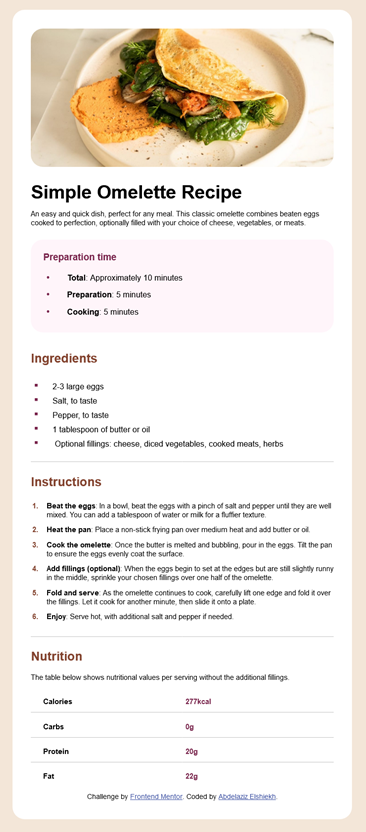 Simple Omelette Recipe
An easy and quick dish, perfect for any meal. This classic omelette combines beaten eggs
cooked to perfection, optionally filled with your choice of cheese, vegetables, or meats.
Preparation time
• Total: Approximately 10 minutes
• Preparation: 5 minutes
• Cooking: 5 minutes
Ingredients
▪ 2-3 large eggs
▪ Salt, to taste
▪ Pepper, to taste
▪ 1 tablespoon of butter or oil
▪ Optional fillings: cheese, diced vegetables, cooked meats, herbs
Instructions
1. Beat the eggs: In a bowl, beat the eggs with a pinch of salt and pepper until they are well
mixed. You can add a tablespoon of water or milk for a fluffier texture.
2. Heat the pan: Place a non-stick frying pan over medium heat and add butter or oil.
3. Cook the omelette: Once the butter is melted and bubbling, pour in the eggs. Tilt the pan
to ensure the eggs evenly coat the surface.
4. Add fillings (optional): When the eggs begin to set at the edges but are still slightly runny
in the middle, sprinkle your chosen fillings over one half of the omelette.
5. Fold and serve: As the omelette continues to cook, carefully lift one edge and fold it over
the fillings. Let it cook for another minute, then slide it onto a plate.
6. Enjoy: Serve hot, with additional salt and pepper if needed.
Nutrition
The table below shows nutritional values per serving without the additional fillings.
Calories 277kcal
Carbs 0g
Protein 20g
Fat 22g
Challenge by Frontend Mentor. Coded by Abdelaziz Elshiekh.